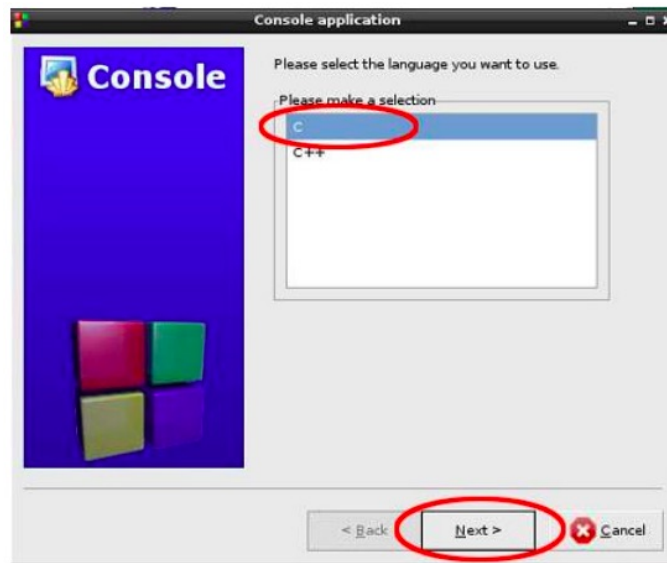 Console application
Console
Please select the language you want to use.
Please make a selection
C
C++
< Back
Next >
Cancel